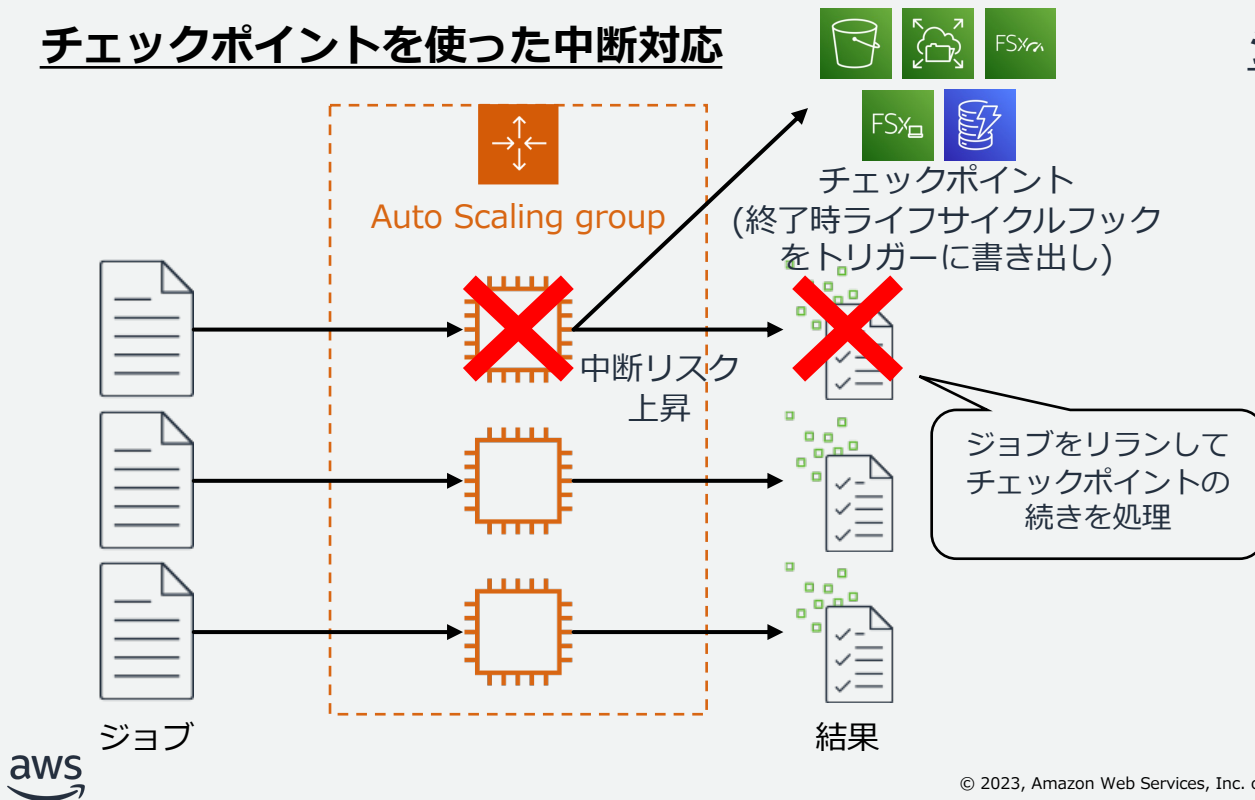 チェックポイントを使った中断対応
FSx
FSx
Auto Scaling group
チェックポイント
(終了時ライフサイクルフック
をトリガーに書き出し)
中断リスク
上昇
ジョブをリランして
チェックポイントの
続きを処理
ジョブ
結果
aws
© 2023, Amazon Web Services, Inc.